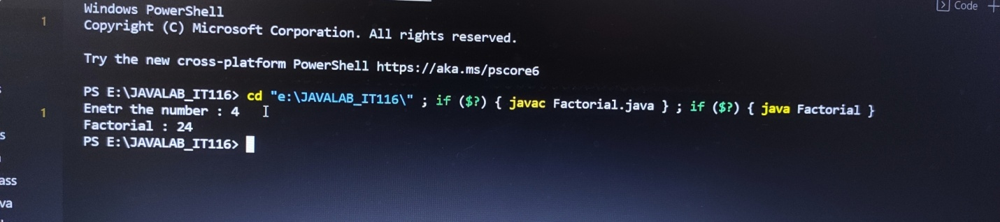 Code
1
Windows PowerShell
Copyright (C) Microsoft Corporation. All rights reserved.
Try the new cross-platform PowerShell https://aka.ms/pscore6
PS E:\JAVALAB_IT116> cd "e:\JAVALAB_IT116\" ; if ($?) { javac Factorial.java } ; if ($?) { java Factorial }
1
Enetr the number : 4
Factorial : 24
PS E:\JAVALAB_IT116>
ass
va